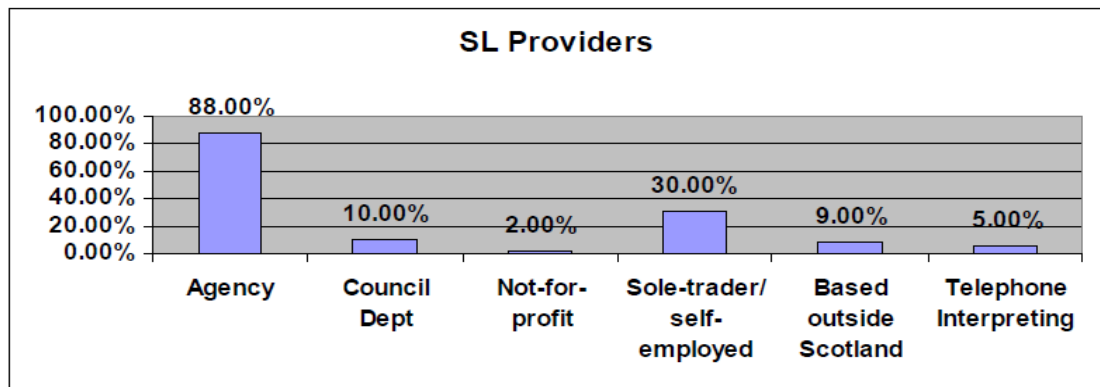 SL Providers
100.00%
80.00%
60.00%
40.00%
20.00%
0.00%
88.00%
10.00%
2.00%
30.00%
9.00%
5.00%
Agency
Council
Dept
Not-for-
profit
Sole-trader/
self-
employed
Based
outside
Scotland
Telephone
Interpreting